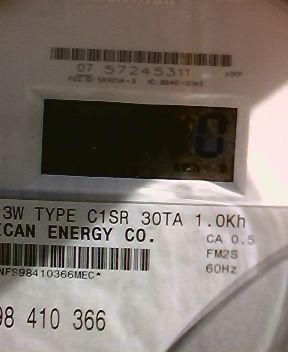 07 57245311
0
3W TYPE C1SR 30TA 1.0Kh
ICAN ENERGY CO.
CA 0.5
FM2S
60Hz
NFS98410366MEC*
98 410 366